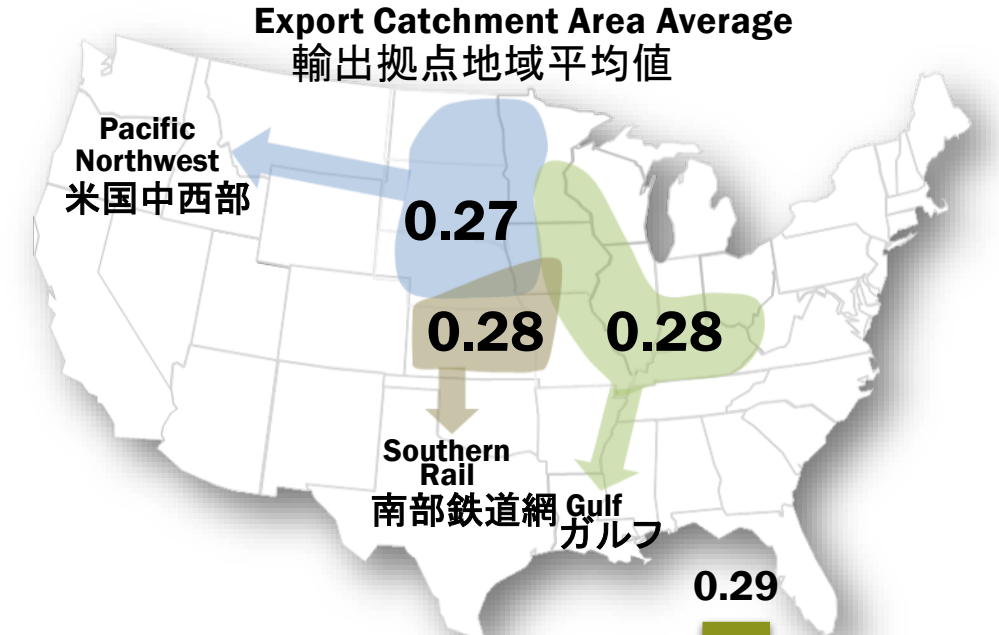 Export Catchment Area Average
輸出拠点地域平均値
Pacific
Northwest
米国中西部
0.27
0.28
0.28
Southern
Rail
南部鉄道網
Gulf
ガルフ
0.29